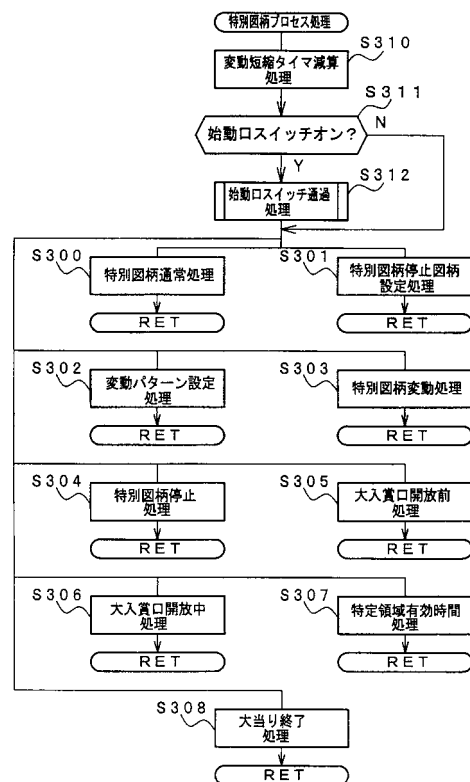 特別図柄プロセス処理
S310
変動短縮タイマ減算
処理
S311
始動口スイッチオン？
N
Y
S312
始動口スイッチ通過
処理
S300
特別図柄通常処理
RET
S301
特別図柄停止図柄
設定処理
RET
S302
変動パターン設定
処理
RET
S303
特別図柄変動処理
RET
S304
特別図柄停止
処理
RET
S305
大入賞口開放前
処理
RET
S306
大入賞口開放中
処理
RET
S307
特定領域有効時間
処理
RET
S308
大当り終了
処理
RET